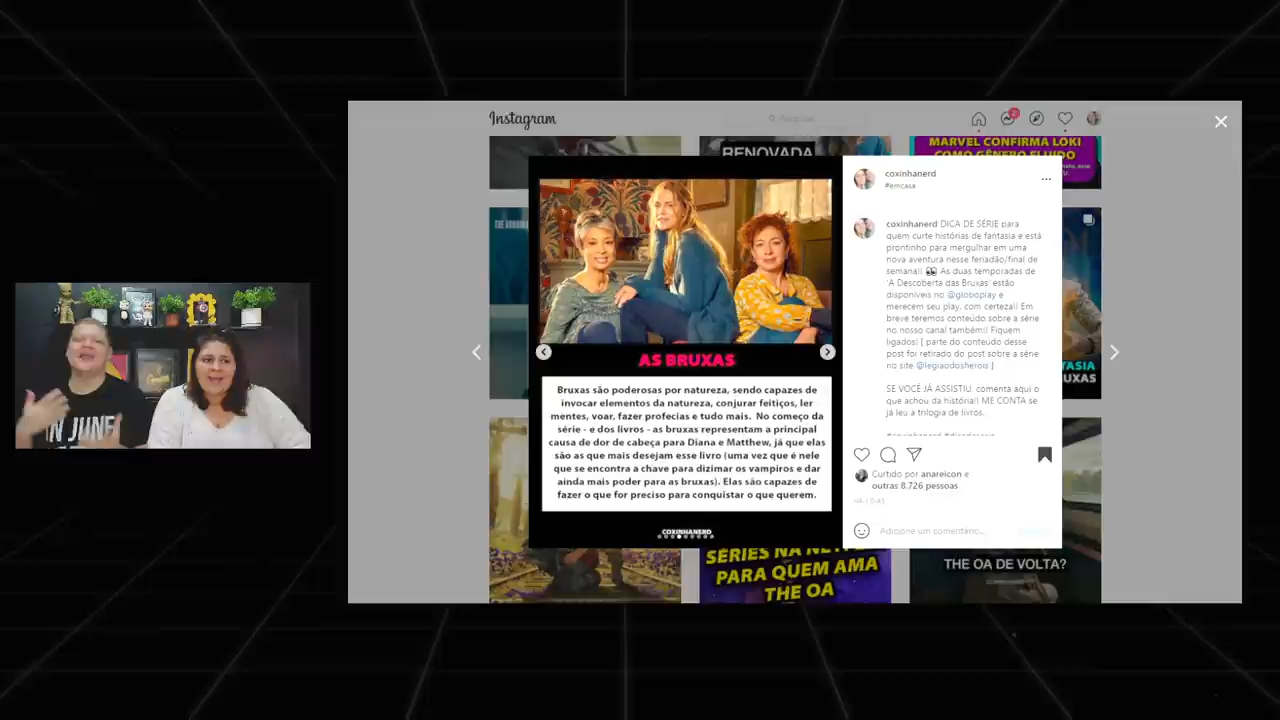 Instagram
Pesquisar
2
RENOVADA
MARVEL CONFIRMA LOKI
COMO GÊNERO FLUIDO
IN JUNE
AS BRUXAS
Bruxas são poderosas por natureza, sendo capazes de
invocar elementos da natureza, conjurar feitiços, ler
mentes, voar, fazer profecias e tudo mais. No começo da
série - e dos livros - as bruxas representam a principal
causa de dor de cabeça para Diana e Matthew, já que elas
são as que mais desejam esse livro (uma vez que é nele
que se encontra a chave para dizimar os vampiros e dar
ainda mais poder para as bruxas). Elas são capazes de
fazer o que for preciso para conquistar o que querem.
COXINHANERD
coxinhanerd
#emcasa
coxinhanerd DICA DE SÉRIE para
quem curte histórias de fantasia e está
prontinho para mergulhar em uma
nova aventura nesse feriadão/final de
semana!! 👀 As duas temporadas de
'A Descoberta das Bruxas' estão
disponíveis no @globoplay e
merecem seu play, com certeza!! Em
breve teremos conteúdo sobre a série
no nosso canal também!! Fiquem
ligados! [ parte do conteúdo desse
post foi retirado do post sobre a série
no site @legiaodosherois ]
SE VOCÊ JÁ ASSISTIU comenta aqui o
que achou da história!! ME CONTA se
já leu a trilogia de livros.
Curtido por anareicon e
outras 8.726 pessoas
Adicione um comentário...
UXAS
SÉRIES NA NETFLIX
PARA QUEM AMA
THE OA
THE OA DE VOLTA?